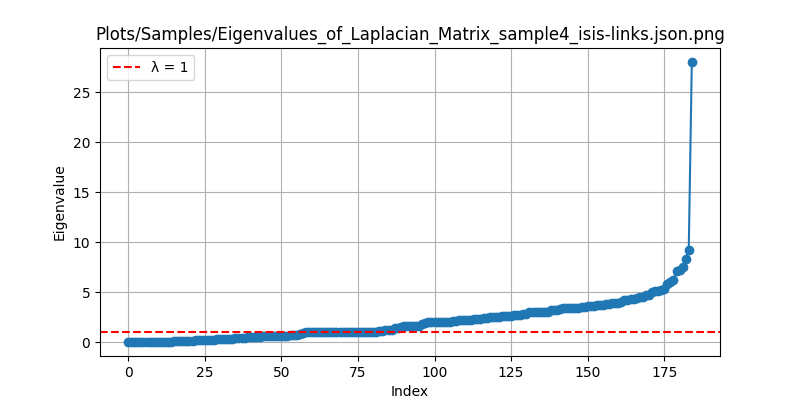 Plots/Samples/Eigenvalues_of_Laplacian_Matrix_sample4_isis-links.json.png
λ = 1
25
20
15
10
5
0
Eigenvalue
0 25 50 75 100 125 150 175
Index